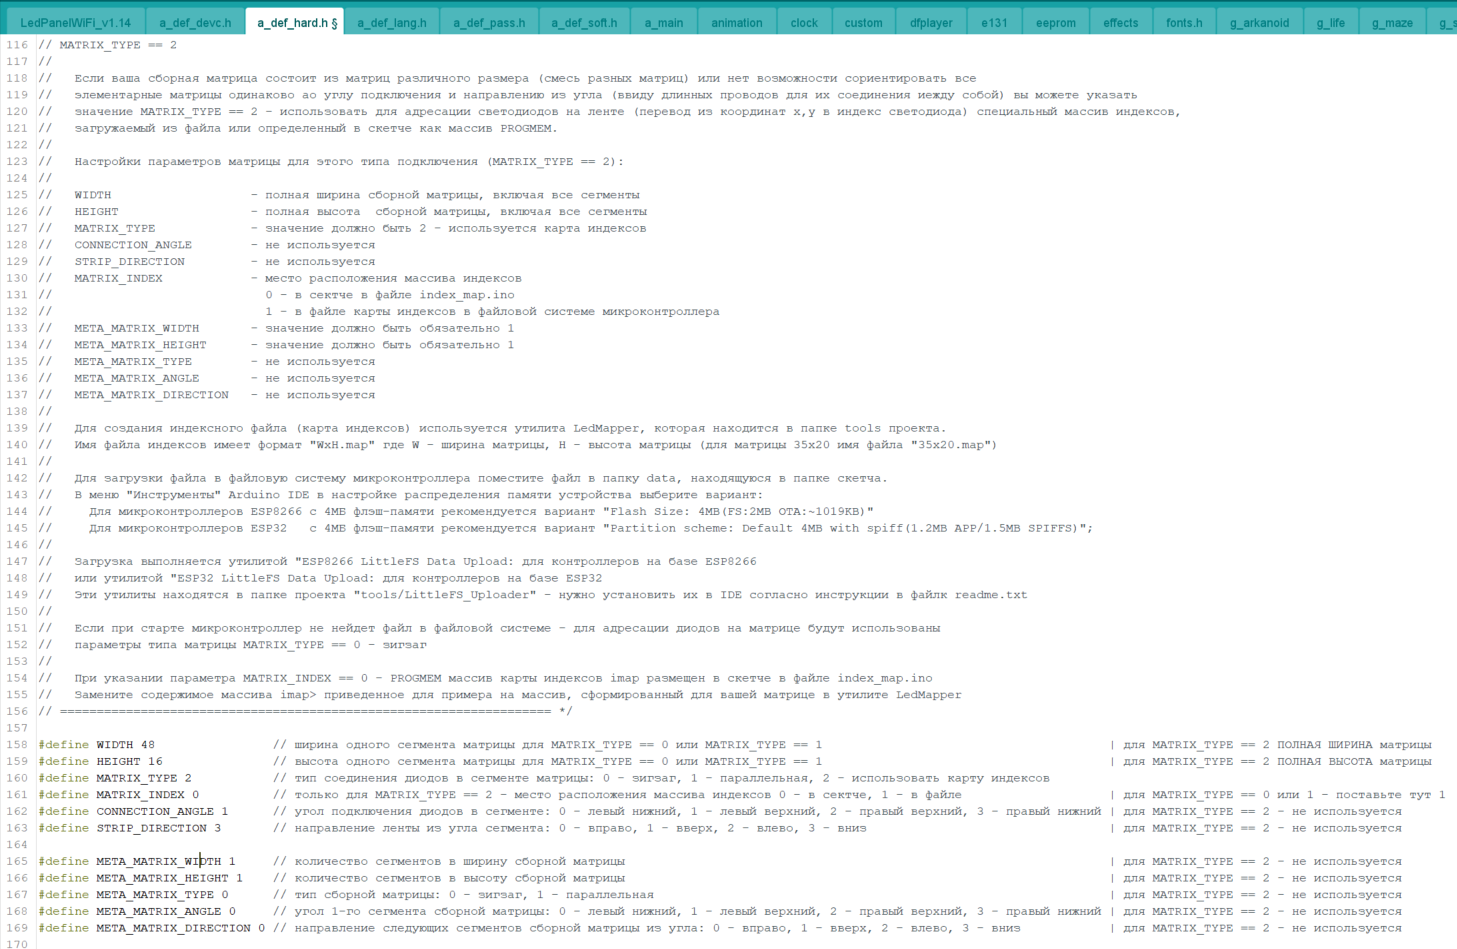 LedPanelWiFi_v1.14 a_def_devc.h a_def_hard.h § a_def_lang.h a_def_pass.h a_def_soft.h a_main animation clock custom dfplayer e131 eeprom effects fonts.h g_arkanoid g_life g_maze g_s
116 // MATRIX_TYPE == 2
117 //
118 // Если ваша сборная матрица состоит из матриц различного размера (смесь разных матриц) или нет возможности сориентировать все
119 // элементарные матрицы одинаково ао углу подключения и направлению из угла (ввиду длинных проводов для их соединения иежду собой) вы можете указать
120 // значение MATRIX_TYPE == 2 - использовать для адресации светодиодов на ленте (перевод из координат x,y в индекс светодиода) специальный массив индексов,
121 // загружаемый из файла или определенный в скетче как массив PROGMEM.
122 //
123 // Настройки параметров матрицы для этого типа подключения (MATRIX_TYPE == 2):
124 //
125 // WIDTH - полная ширина сборной матрицы, включая все сегменты
126 // HEIGHT - полная высота  сборной матрицы, включая все сегменты
127 // MATRIX_TYPE - значение должно быть 2 - используется карта индексов
128 // CONNECTION_ANGLE - не используется
129 // STRIP_DIRECTION - не используется
130 // MATRIX_INDEX - место расположения массива индексов
131 // 0 - в сектче в файле index_map.ino
132 // 1 - в файле карты индексов в файловой системе микроконтроллера
133 // META_MATRIX_WIDTH - значение должно быть обязательно 1
134 // META_MATRIX_HEIGHT - значение должно быть обязательно 1
135 // META_MATRIX_TYPE - не используется
136 // META_MATRIX_ANGLE - не используется
137 // META_MATRIX_DIRECTION - не используется
138 //
139 // Для создания индексного файла (карта индексов) используется утилита LedMapper, которая находится в папке tools проекта.
140 // Имя файла индексов имеет формат "WxH.map" где W - ширина матрицы, H - высота матрицы (для матрицы 35x20 имя файла "35x20.map")
141 //
142 // Для загрузки файла в файловую систему микроконтроллера поместите файл в папку data, находящуюся в папке скетча.
143 // В меню "Инструменты" Arduino IDE в настройке распределения памяти устройства выберите вариант:
144 // Для микроконтроллеров ESP8266 с 4МБ флэш-памяти рекомендуется вариант "Flash Size: 4MB(FS:2MB OTA:~1019KB)"
145 // Для микроконтроллеров ESP32   с 4МБ флэш-памяти рекомендуется вариант "Partition scheme: Default 4MB with spiff(1.2MB APP/1.5MB SPIFFS)";
146 //
147 // Загрузка выполняется утилитой "ESP8266 LittleFS Data Upload: для контроллеров на базе ESP8266
148 // или утилитой "ESP32 LittleFS Data Upload: для контроллеров на базе ESP32
149 // Эти утилиты находятся в папке проекта "tools/LittleFS_Uploader" - нужно установить их в IDE согласно инструкции в файлк readme.txt
150 //
151 // Если при старте микроконтроллер не нейдет файл в файловой системе - для адресации диодов на матрице будут использованы
152 // параметры типа матрицы MATRIX_TYPE == 0 - зигзаг
153 //
154 // При указании параметра MATRIX_INDEX == 0 - PROGMEM массив карты индексов imap размещен в скетче в файле index_map.ino
155 // Замените содержимое массива imap> приведенное для примера на массив, сформированный для вашей матрице в утилите LedMapper
156 // =================================================================== */
157
158 #define WIDTH 48 // ширина одного сегмента матрицы для MATRIX_TYPE == 0 или MATRIX_TYPE == 1 | для MATRIX_TYPE == 2 ПОЛНАЯ ШИРИНА матрицы
159 #define HEIGHT 16 // высота одного сегмента матрицы для MATRIX_TYPE == 0 или MATRIX_TYPE == 1 | для MATRIX_TYPE == 2 ПОЛНАЯ ВЫСОТА матрицы
160 #define MATRIX_TYPE 2 // тип соединения диодов в сегменте матрицы: 0 - зигзаг, 1 - параллельная, 2 - использовать карту индексов
161 #define MATRIX_INDEX 0 // только для MATRIX_TYPE == 2 - место расположения массива индексов 0 - в сектче, 1 - в файле | для MATRIX_TYPE == 0 или 1 - поставьте тут 1
162 #define CONNECTION_ANGLE 1 // угол подключения диодов в сегменте: 0 - левый нижний, 1 - левый верхний, 2 - правый верхний, 3 - правый нижний | для MATRIX_TYPE == 2 - не используется
163 #define STRIP_DIRECTION 3 // направление ленты из угла сегмента: 0 - вправо, 1 - вверх, 2 - влево, 3 - вниз | для MATRIX_TYPE == 2 - не используется
164
165 #define META_MATRIX_WIDTH 1 // количество сегментов в ширину сборной матрицы | для MATRIX_TYPE == 2 - не используется
166 #define META_MATRIX_HEIGHT 1 // количество сегментов в высоту сборной матрицы | для MATRIX_TYPE == 2 - не используется
167 #define META_MATRIX_TYPE 0 // тип сборной матрицы: 0 - зигзаг, 1 - параллельная | для MATRIX_TYPE == 2 - не используется
168 #define META_MATRIX_ANGLE 0 // угол 1-го сегмента сборной матрицы: 0 - левый нижний, 1 - левый верхний, 2 - правый верхний, 3 - правый нижний | для MATRIX_TYPE == 2 - не используется
169 #define META_MATRIX_DIRECTION 0 // направление следующих сегментов сборной матрицы из угла: 0 - вправо, 1 - вверх, 2 - влево, 3 - вниз | для MATRIX_TYPE == 2 - не используется
170